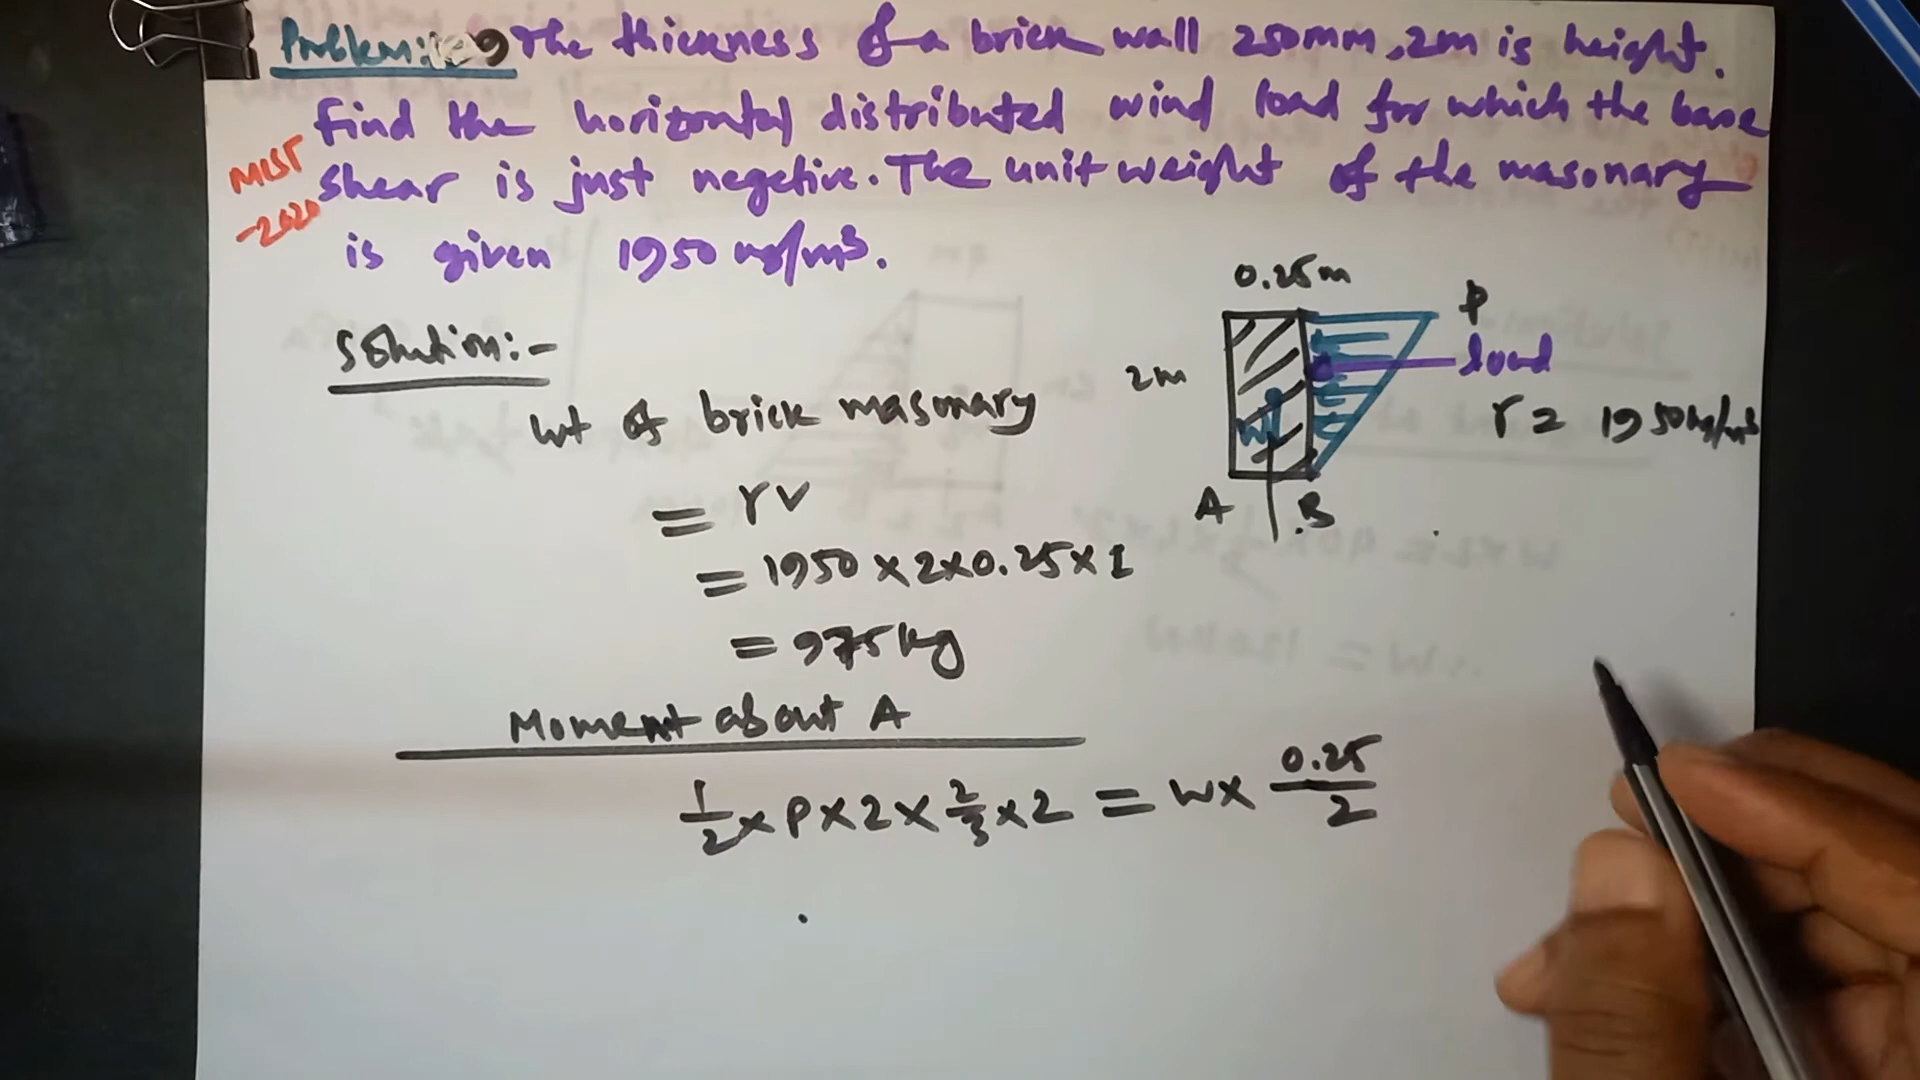 Problem: The thickness of a brick wall 250mm, 2m is height.
Find the horizontal distributed wind load for which the base
shear is just negetive. The unit weight of the masonary
is given 1950 kg/m³.
MIST
-2020
Solution:-
wt of brick masonary
= rv
= 1950 × 2×0.25×1
= 975kg
Moment about A
1/2 × P×2× 2/3 ×2 = W× 0.25/2
0.25m
P
load
2m
W
r = 1950kg/m³
A
B